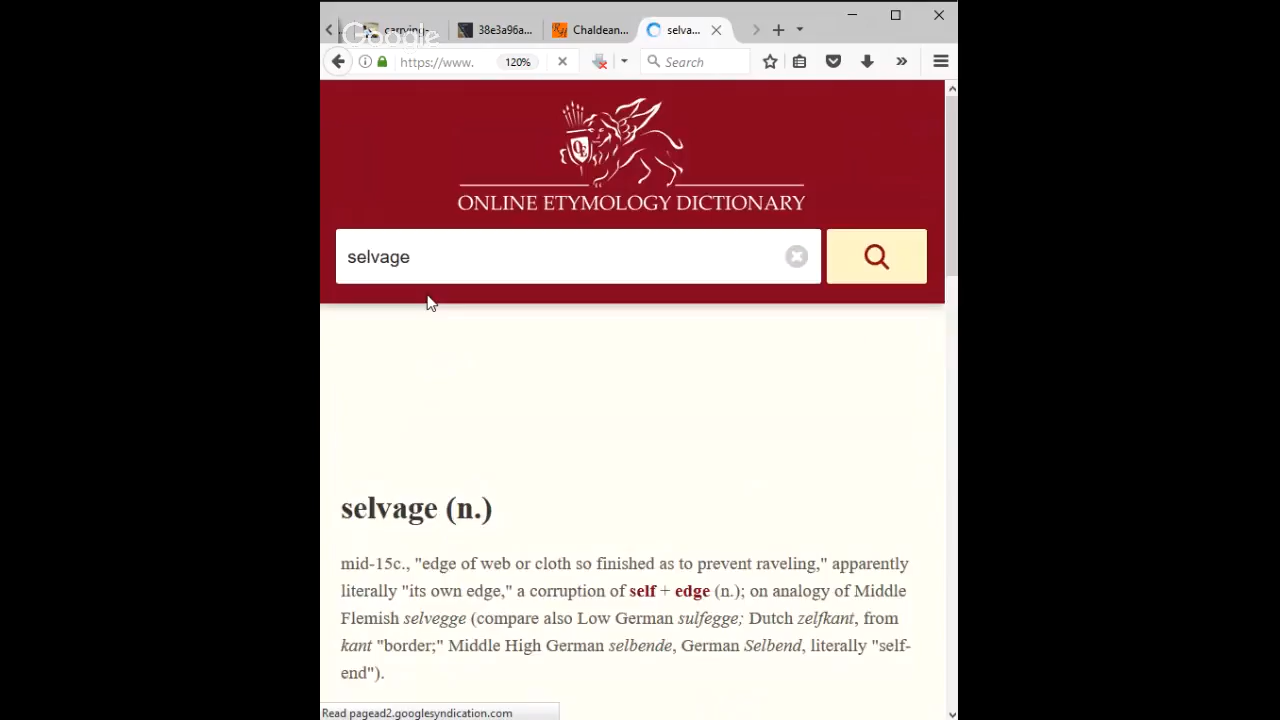 Google
carrying-
38e3a96a...
Chaldean...
selva...
https://www.
120%
Search
OE
ONLINE ETYMOLOGY DICTIONARY
selvage
selvage (n.)
mid-15c., "edge of web or cloth so finished as to prevent raveling," apparently
literally "its own edge," a corruption of self + edge (n.); on analogy of Middle
Flemish selvegge (compare also Low German sulfegge; Dutch zelfkant, from
kant "border;" Middle High German selbende, German Selbend, literally "self-
end").
Read pagead2.googlesyndication.com